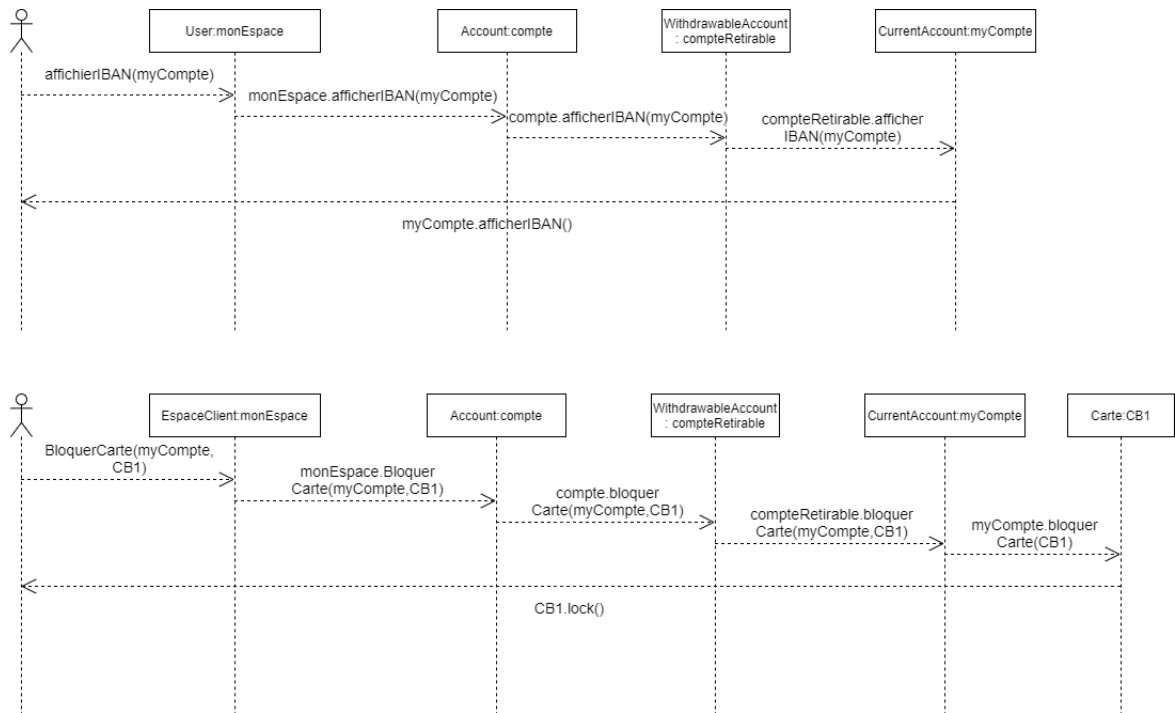 User:monEspace
Account:compte
WithdrawableAccount
: compteRetirable
CurrentAccount:myCompte
affichierIBAN(myCompte)
monEspace.afficherIBAN(myCompte)
compte.afficherIBAN(myCompte)
compteRetirable.afficher
IBAN(myCompte)
myCompte.afficherIBAN()
EspaceClient:monEspace
Account:compte
WithdrawableAccount
: compteRetirable
CurrentAccount:myCompte
Carte:CB1
BloquerCarte(myCompte,
CB1)
monEspace.Bloquer
Carte(myCompte,CB1)
compte.bloquer
Carte(myCompte,CB1)
compteRetirable.bloquer
Carte(myCompte,CB1)
myCompte.bloquer
Carte(CB1)
CB1.lock()